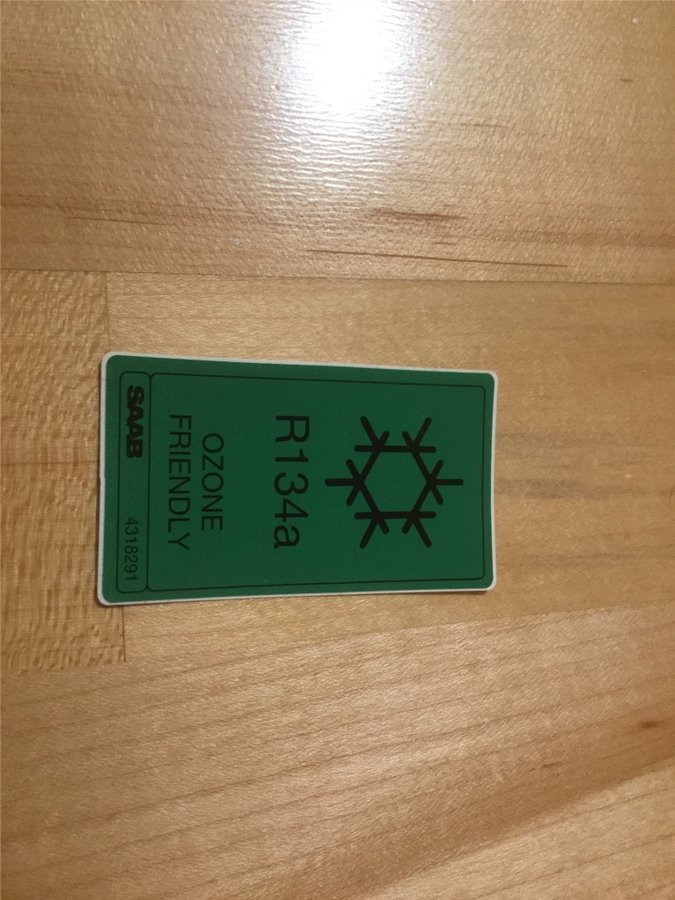 R134a
OZONE
FRIENDLY
SAAB 4318291